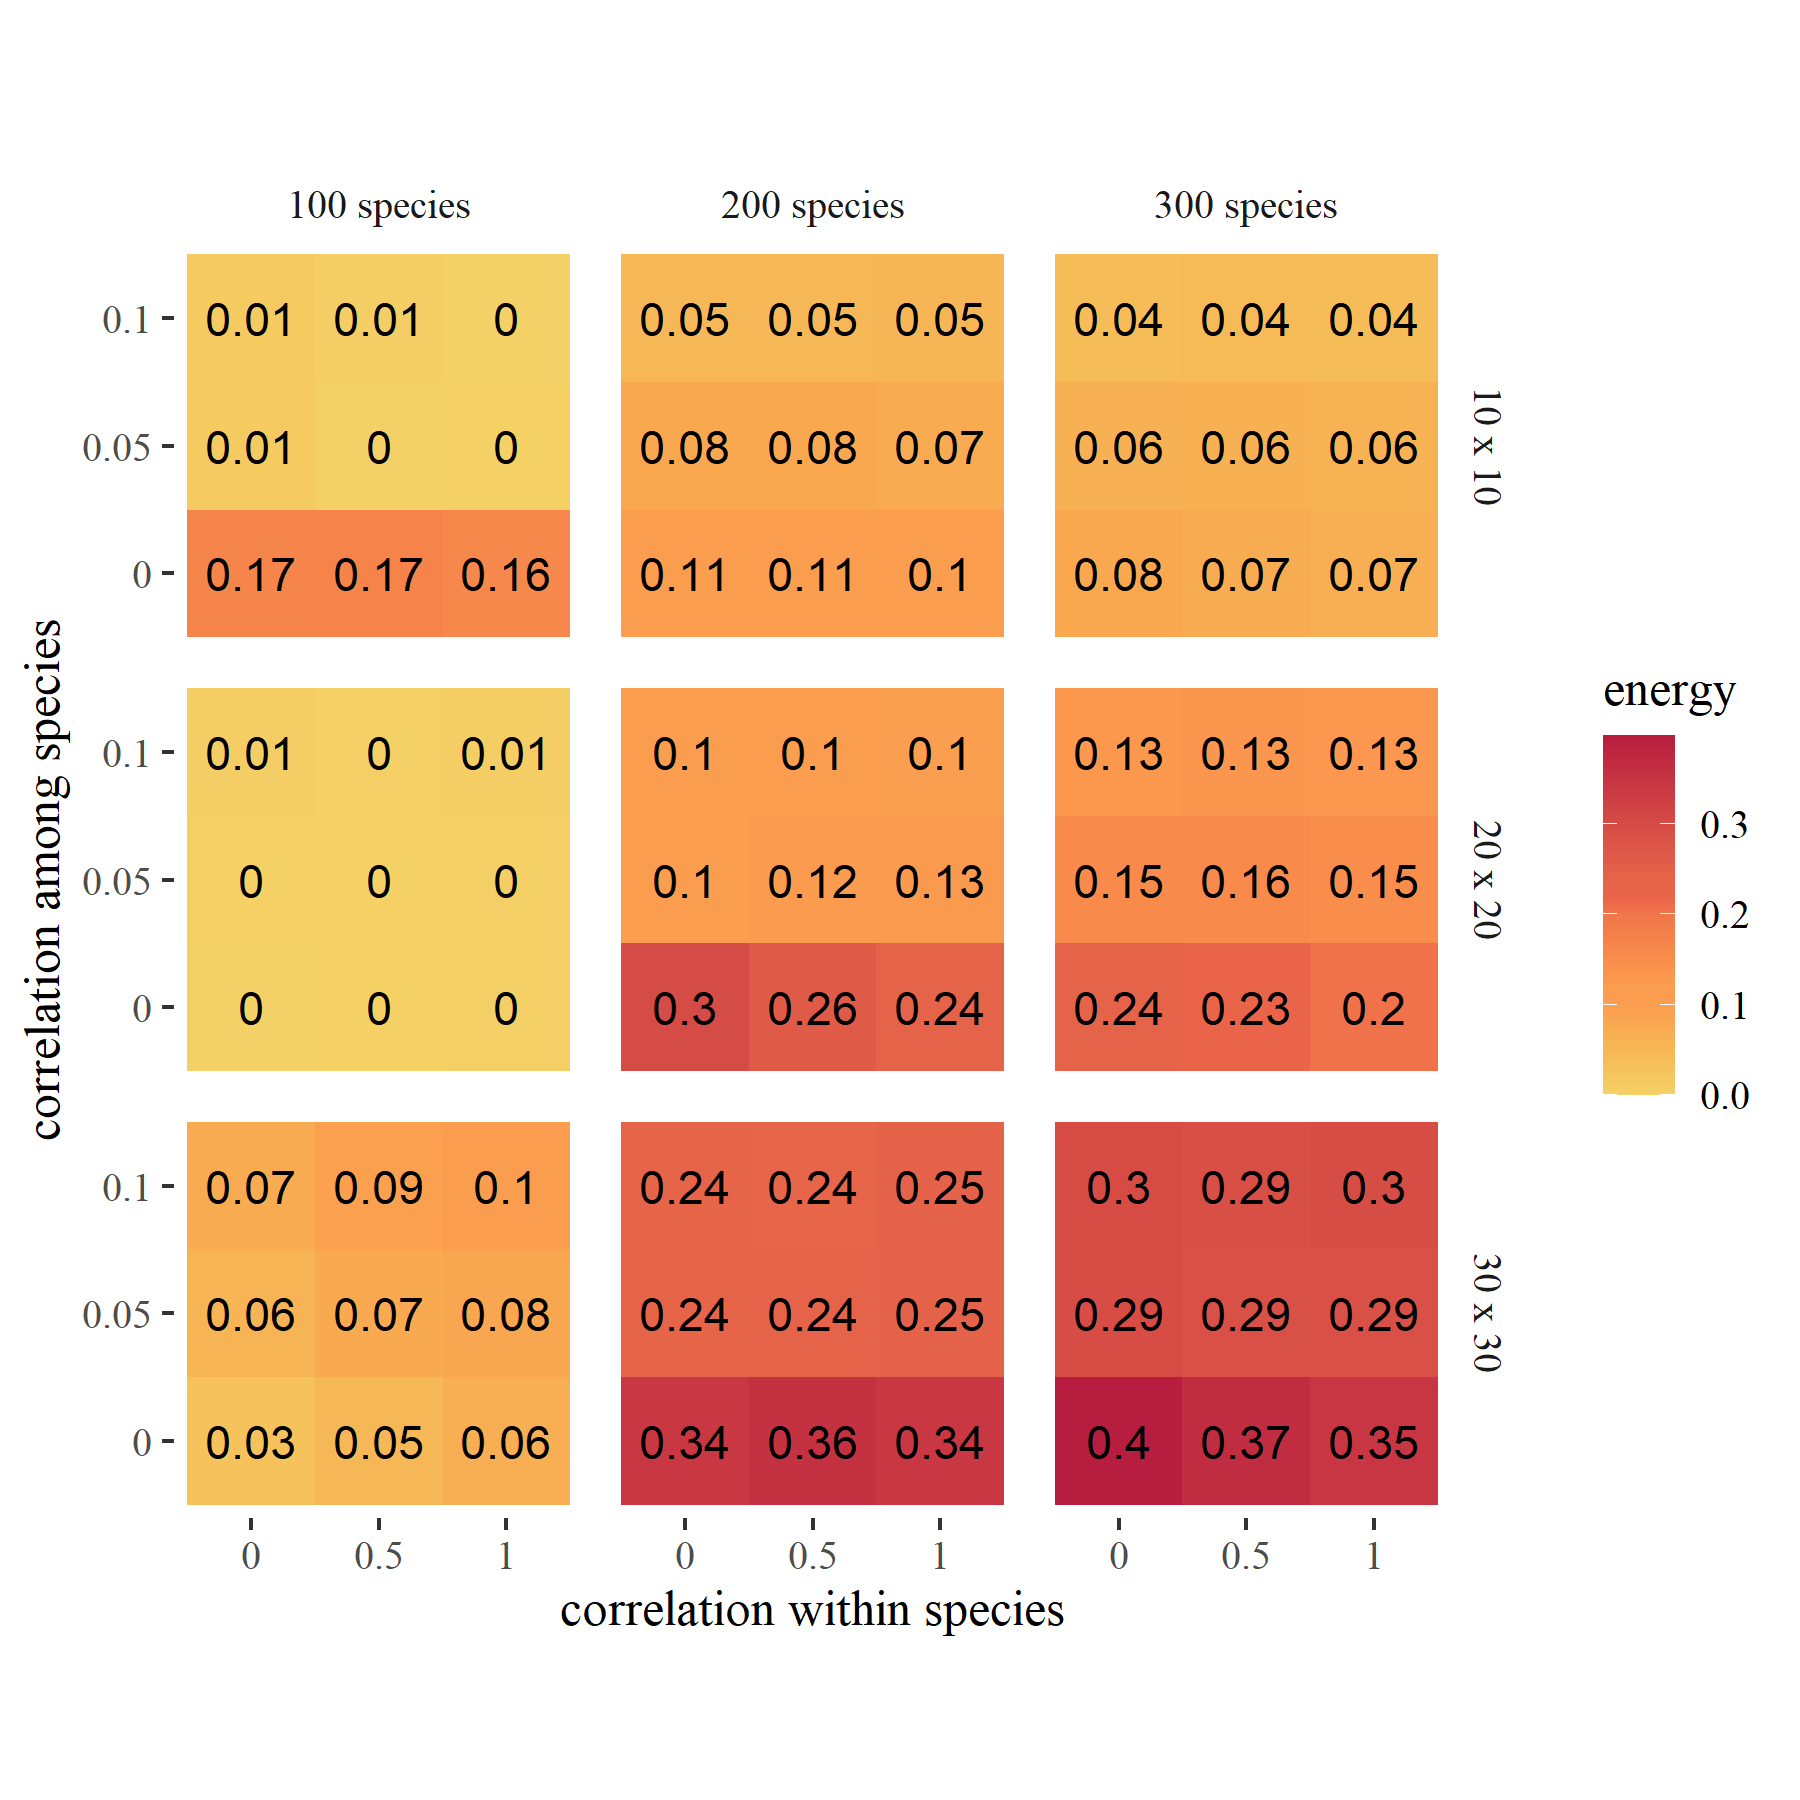 100 species 200 species 300 species
0.1 0.01 0.01 0 0.05 0.05 0.05 0.04 0.04 0.04
0.05 0.01 0 0 0.08 0.08 0.07 0.06 0.06 0.06
0 0.17 0.17 0.16 0.11 0.11 0.1 0.08 0.07 0.07
10 x 10
0.1 0.01 0 0.01 0.1 0.1 0.1 0.13 0.13 0.13
0.05 0 0 0 0.1 0.12 0.13 0.15 0.16 0.15
0 0 0 0 0.3 0.26 0.24 0.24 0.23 0.2
20 x 20
0.1 0.07 0.09 0.1 0.24 0.24 0.25 0.3 0.29 0.3
0.05 0.06 0.07 0.08 0.24 0.24 0.25 0.29 0.29 0.29
0 0.03 0.05 0.06 0.34 0.36 0.34 0.4 0.37 0.35
30 x 30
0 0.5 1 0 0.5 1 0 0.5 1
correlation within species
correlation among species
energy
0.3
0.2
0.1
0.0